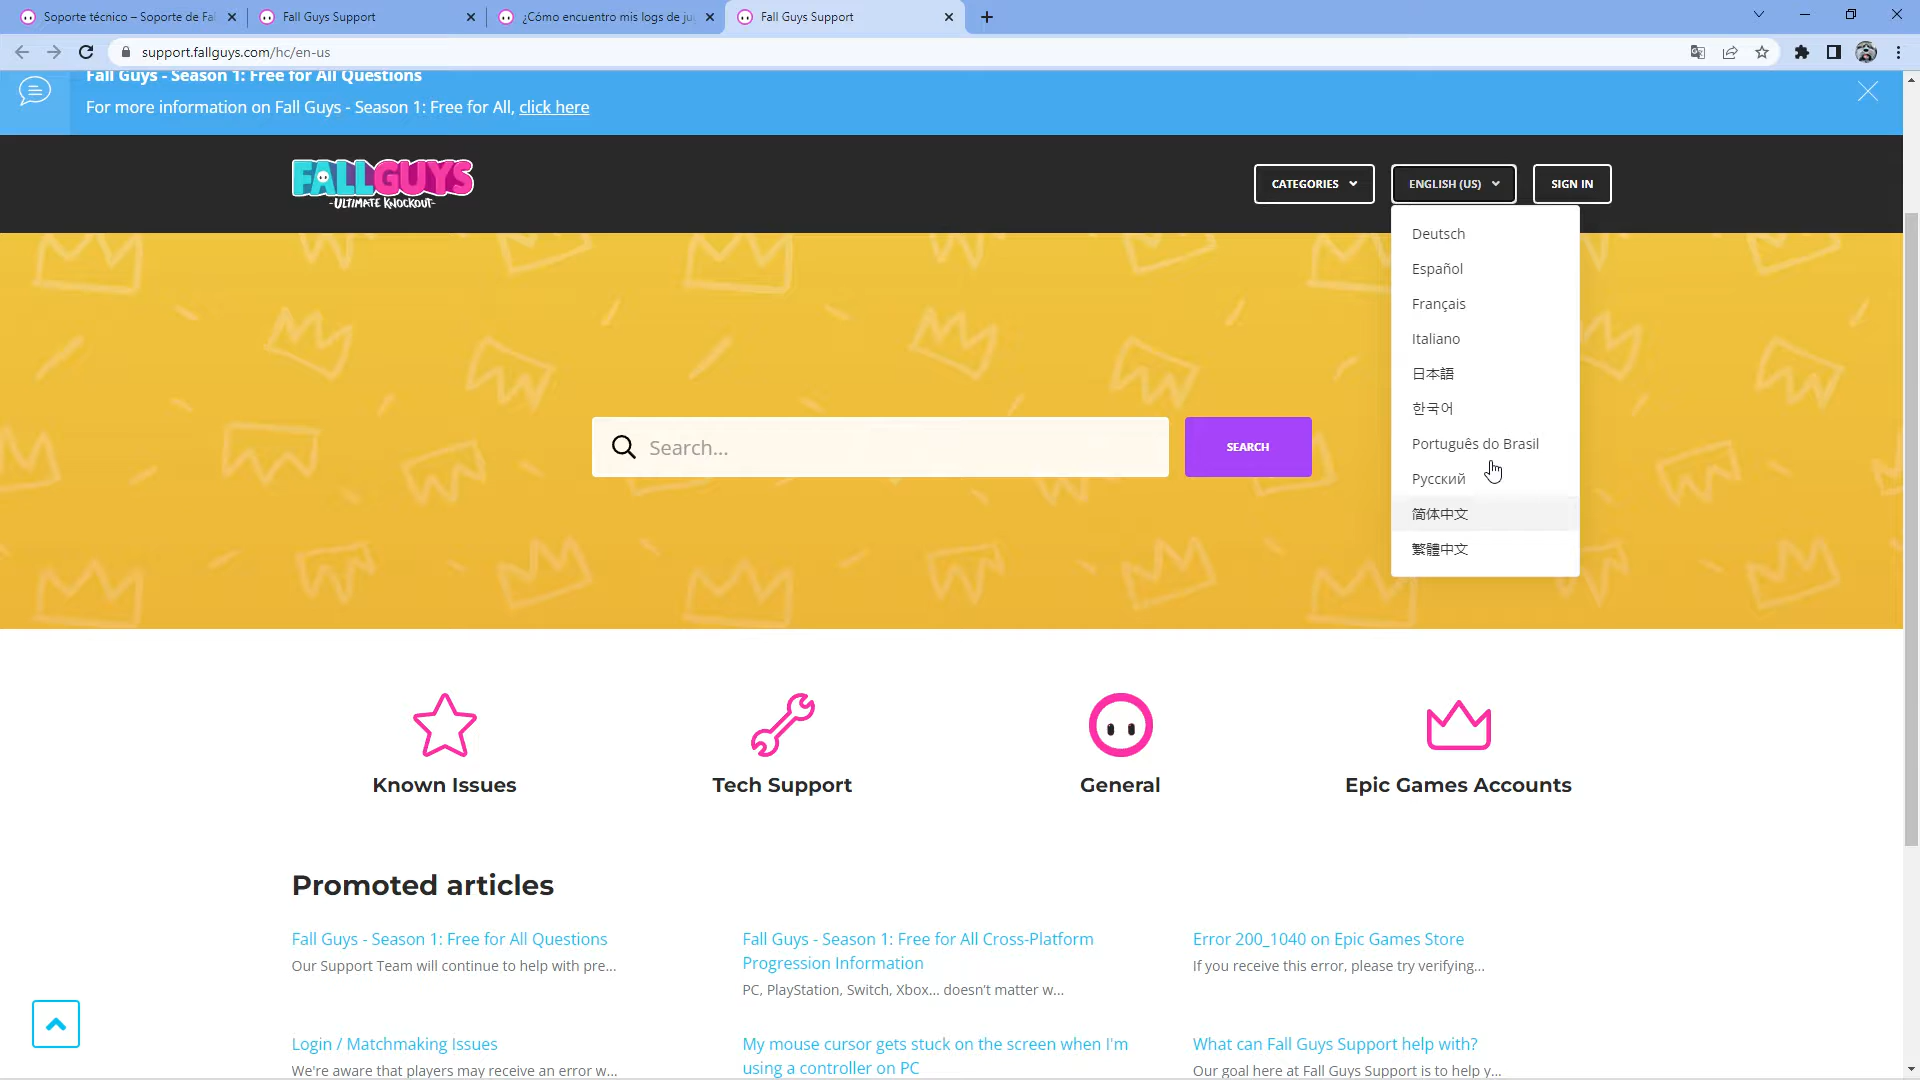 Soporte técnico – Soporte de Fal
Fall Guys Support
¿Cómo encuentro mis logs de ju
Fall Guys Support
support.fallguys.com/hc/en-us
Fall Guys - Season 1: Free for All Questions
For more information on Fall Guys - Season 1: Free for All, click here
FALL GUYS
-ULTIMATE KNOCKOUT-
CATEGORIES
ENGLISH (US)
SIGN IN
Deutsch
Español
Français
Italiano
日本語
한국어
Português do Brasil
Русский
简体中文
繁體中文
Search...
SEARCH
Known Issues
Tech Support
General
Epic Games Accounts
Promoted articles
Fall Guys - Season 1: Free for All Questions
Our Support Team will continue to help with pre...
Fall Guys - Season 1: Free for All Cross-Platform
Progression Information
PC, PlayStation, Switch, Xbox... doesn't matter w...
Error 200_1040 on Epic Games Store
If you receive this error, please try verifying...
Login / Matchmaking Issues
We're aware that players may receive an error w...
My mouse cursor gets stuck on the screen when I'm
using a controller on PC
What can Fall Guys Support help with?
Our goal here at Fall Guys Support is to help y...